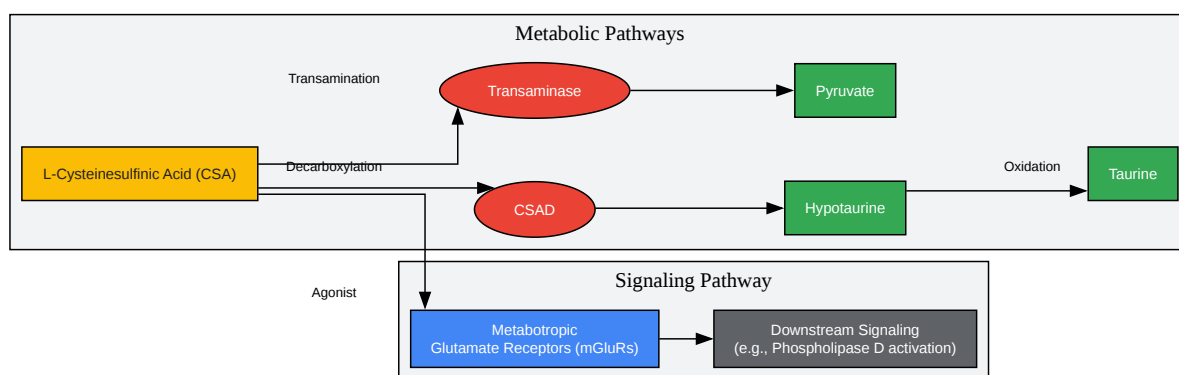 Metabolic Pathways
Transamination
Transaminase
Pyruvate
L-Cysteinesulfinic Acid (CSA)
Decarboxylation
Oxidation
Taurine
CSAD
Hypotaurine
Signaling Pathway
Agonist
Metabotropic
Glutamate Receptors (mGluRs)
Downstream Signaling
(e.g., Phospholipase D activation)